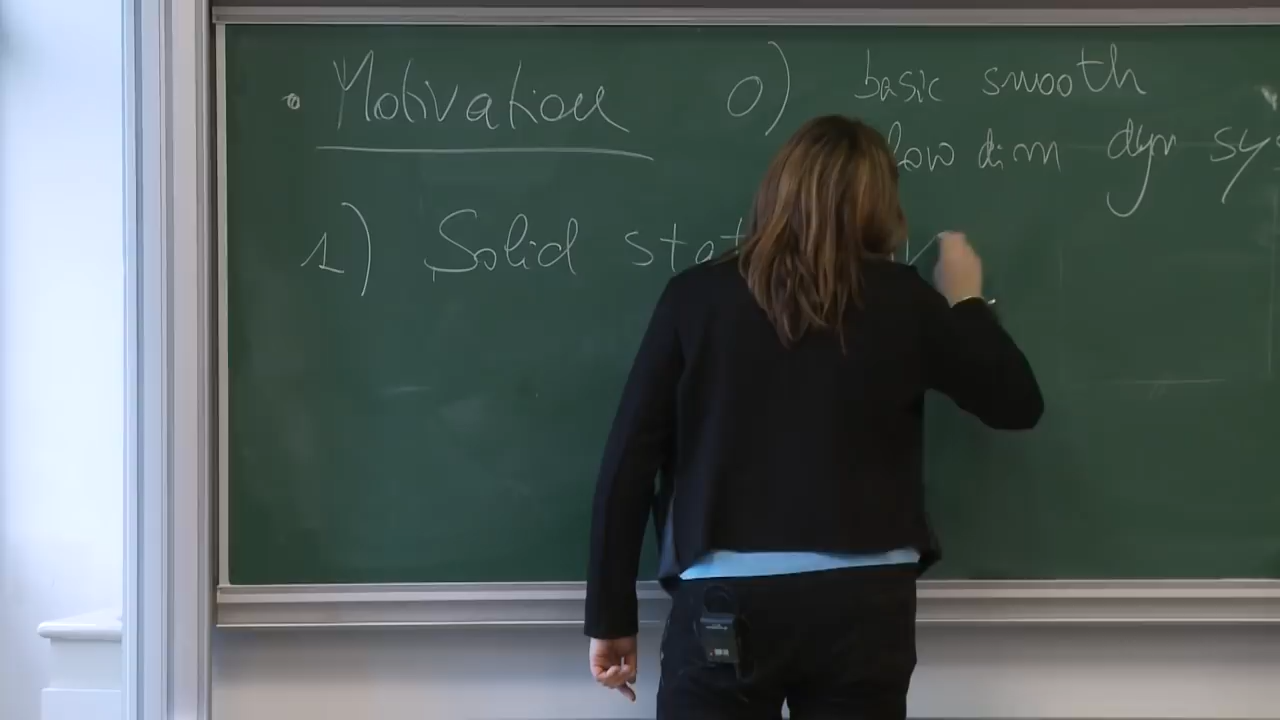 • Motivation 0) basic smooth
low dim dyn sy
1) Solid stat